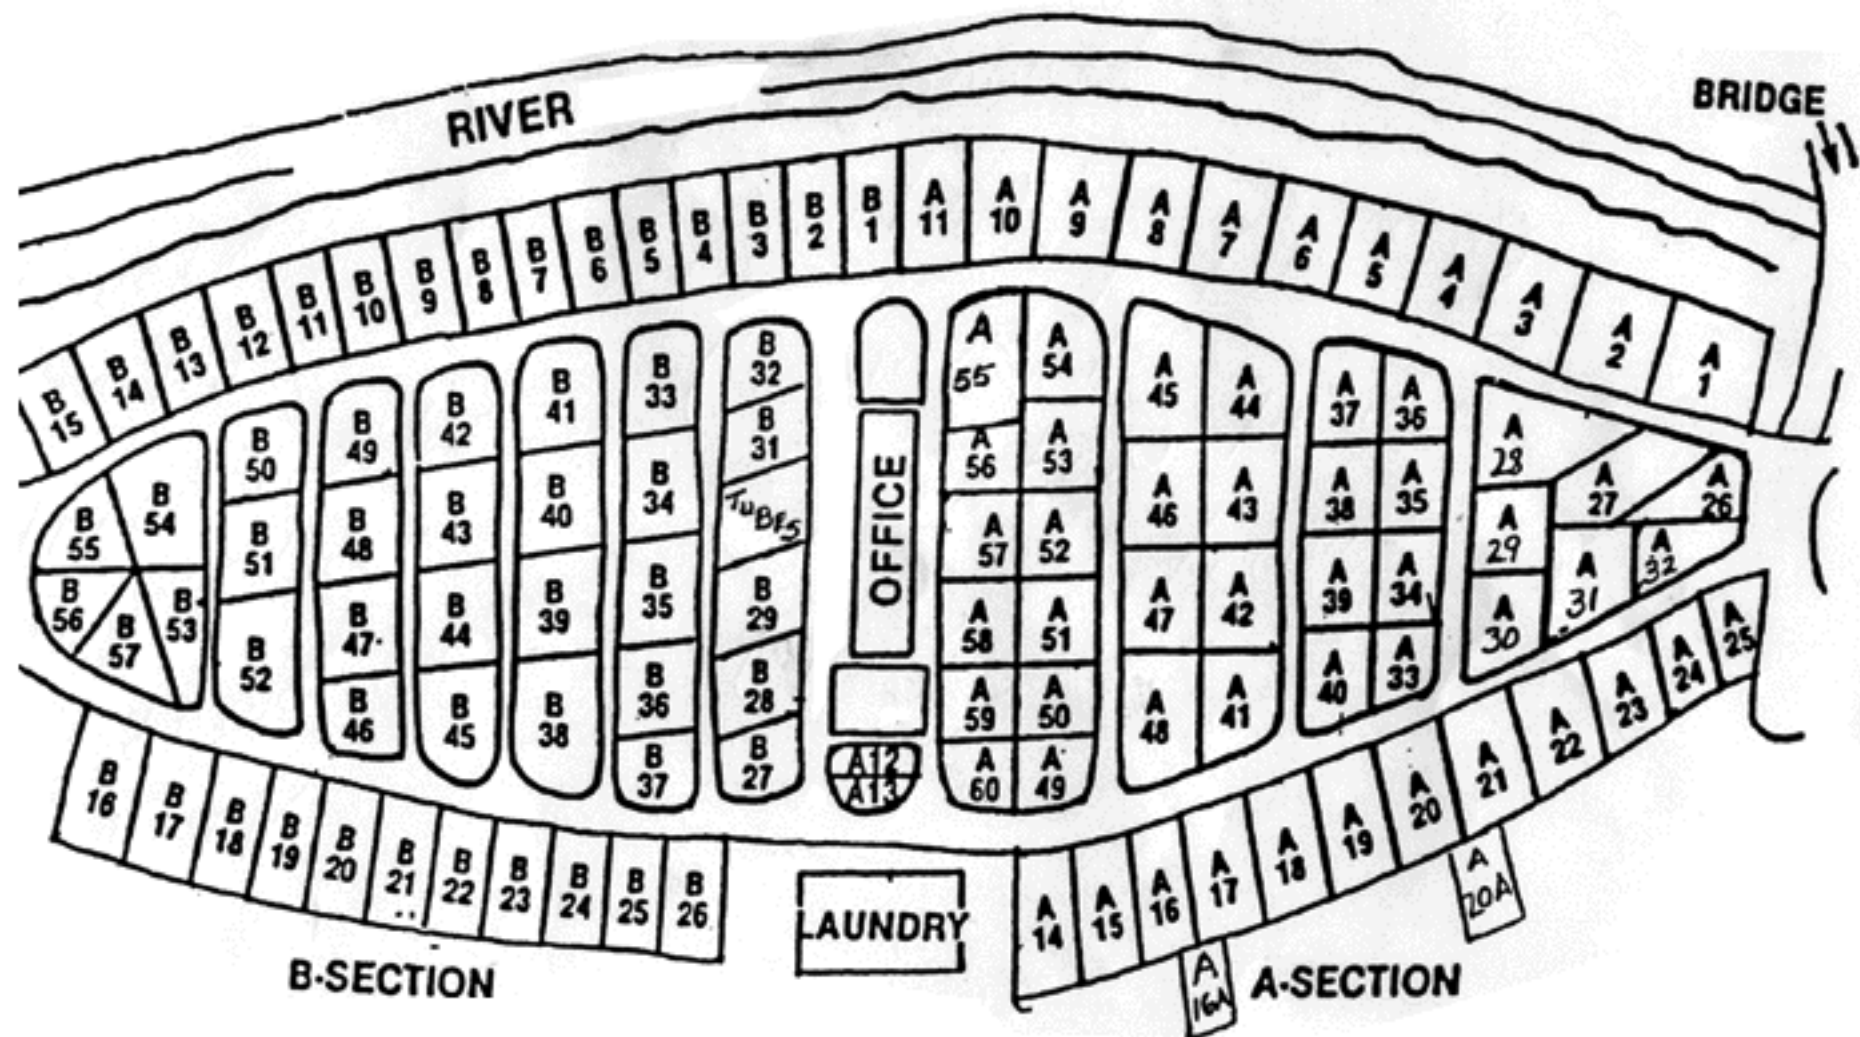 RIVER
BRIDGE
B 15
B 14
B 13
B 12
B 11
B 10
B 9
B 8
B 7
B 6
B 5
B 4
B 3
B 2
B 1
A 11
A 10
A 9
A 8
A 7
A 6
A 5
A 4
A 3
A 2
A 1
B 55
B 54
B 56
B 57
B 53
B 50
B 51
B 52
B 49
B 48
B 47
B 46
B 42
B 43
B 44
B 45
B 41
B 40
B 39
B 38
B 33
B 34
B 35
B 36
B 37
B 32
B 31
TUBES
B 29
B 28
B 27
OFFICE
A12
A13
A 55
A 54
A 56
A 53
A 57
A 52
A 58
A 51
A 59
A 50
A 60
A 49
A 45
A 44
A 46
A 43
A 47
A 42
A 48
A 41
A 37
A 36
A 38
A 35
A 39
A 34
A 40
A 33
A 28
A 27
A 26
A 29
A 31
A 32
A 30
B 16
B 17
B 18
B 19
B 20
B 21
B 22
B 23
B 24
B 25
B 26
LAUNDRY
A 14
A 15
A 16
A 17
A 18
A 19
A 20
A 21
A 22
A 23
A 24
A 25
A 16A
A 20A
B-SECTION
A-SECTION